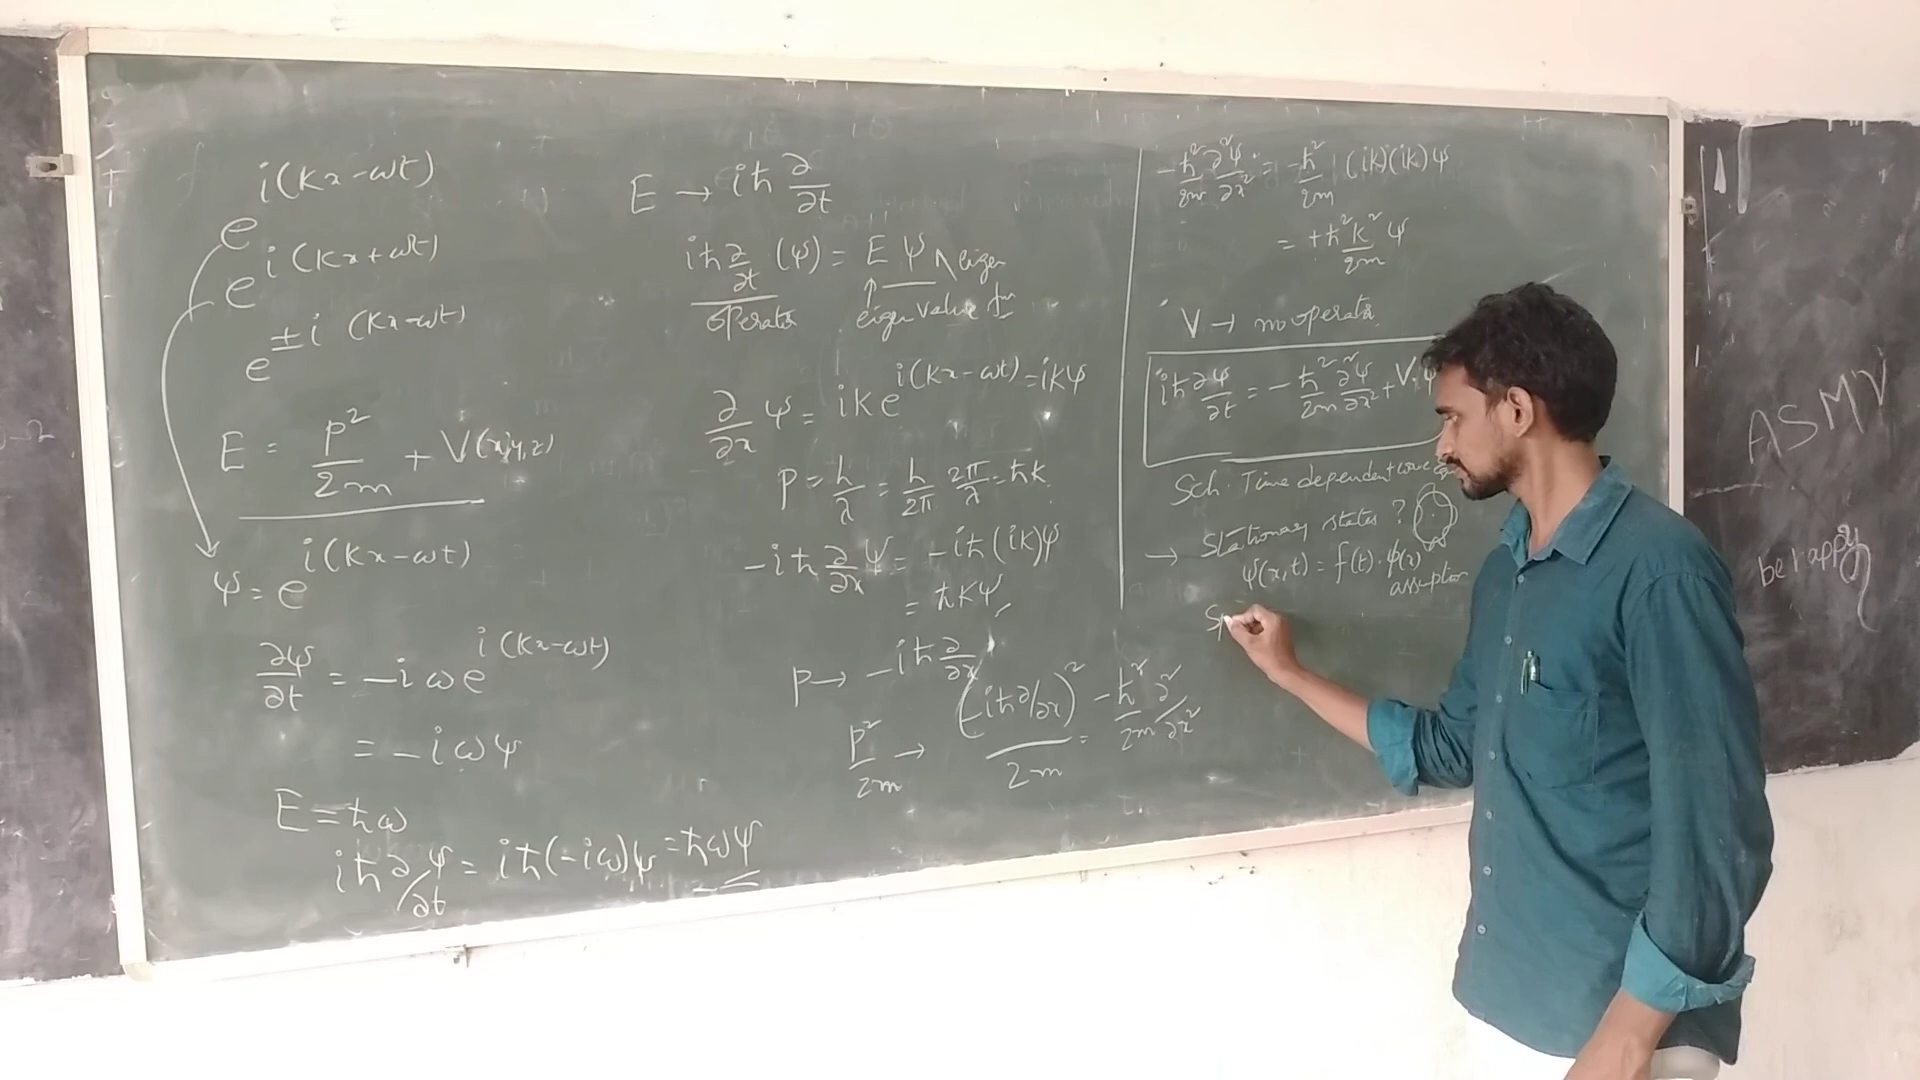 e^{i(kx-ωt)}
e^{i(kx+ωt)}
e^{±i(kx-ωt)}
E = p²/2m + V(x,y,z)
ψ = e^{i(kx-ωt)}
∂ψ/∂t = -iωe^{i(kx-ωt)}
= -iωψ
E = ħω
iħ ∂ψ/∂t = iħ(-iω)ψ = ħωψ
E → iħ ∂/∂t
iħ ∂/∂t (ψ) = Eψ eigen
operator eigen value fn
∂/∂x ψ = ike^{i(kx-ωt)} = ikψ
p = h/λ = h/2π 2π/λ = ħk
-iħ ∂/∂x ψ = -iħ(ik)ψ
= ħkψ
p → -iħ ∂/∂x
p²/2m → (-iħ∂/∂x)²/2m = -ħ²/2m ∂²/∂x²
-ħ²/2m ∂²ψ/∂x² = -ħ²/2m (ik)(ik)ψ
= +ħ²k²/2m ψ
V → no operator
iħ ∂ψ/∂t = -ħ²/2m ∂²ψ/∂x² + V
Sch. Time dependent wave
→ Stationary states ?
ψ(x,t) = f(t)·ψ(x)
assumption
ASMV
be happy